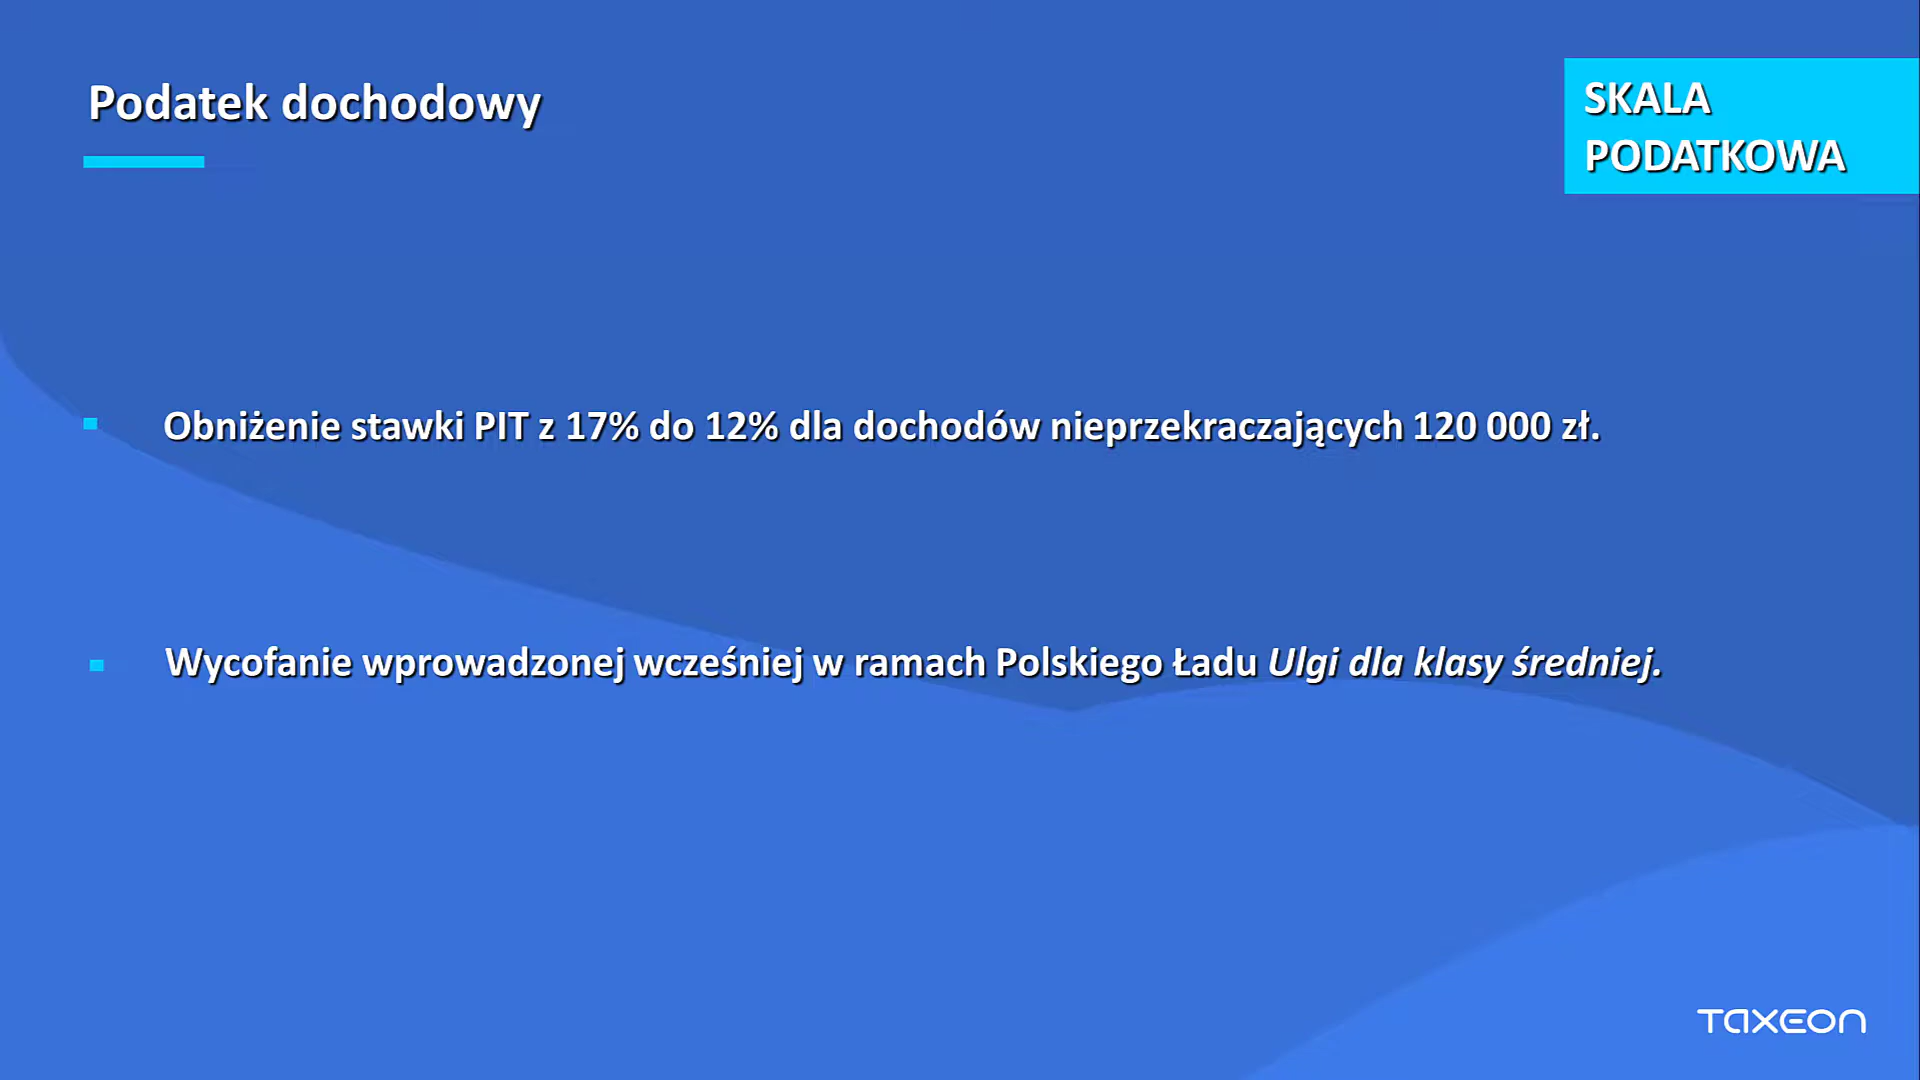 Podatek dochodowy
SKALA
PODATKOWA
Obniżenie stawki PIT z 17% do 12% dla dochodów nieprzekraczających 120 000 zł.
Wycofanie wprowadzonej wcześniej w ramach Polskiego Ładu Ulgi dla klasy średniej.
TAXEON